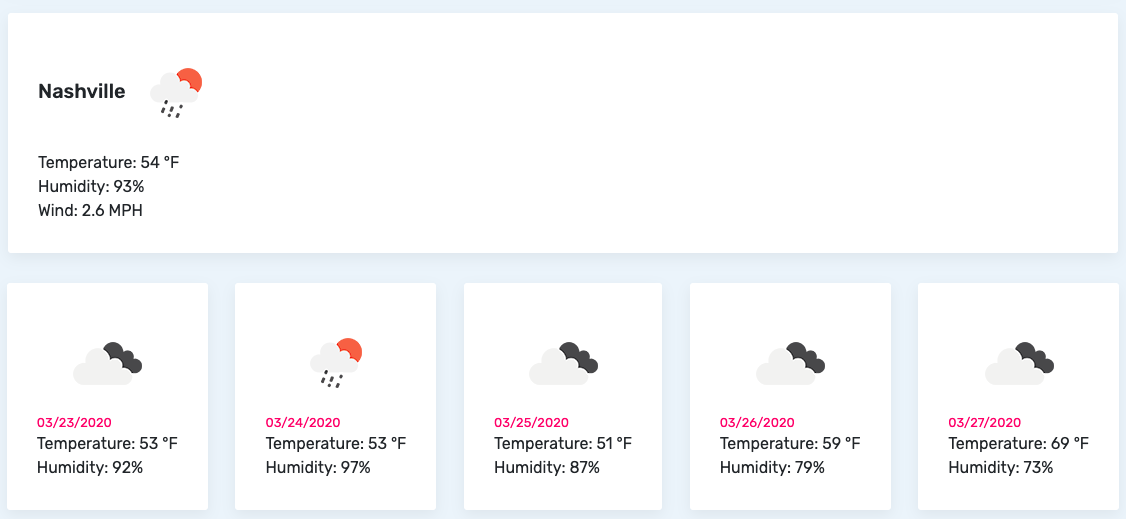 Nashville
Temperature: 54 °F
Humidity: 93%
Wind: 2.6 MPH
03/23/2020
Temperature: 53 °F
Humidity: 92%
03/24/2020
Temperature: 53 °F
Humidity: 97%
03/25/2020
Temperature: 51 °F
Humidity: 87%
03/26/2020
Temperature: 59 °F
Humidity: 79%
03/27/2020
Temperature: 69 °F
Humidity: 73%